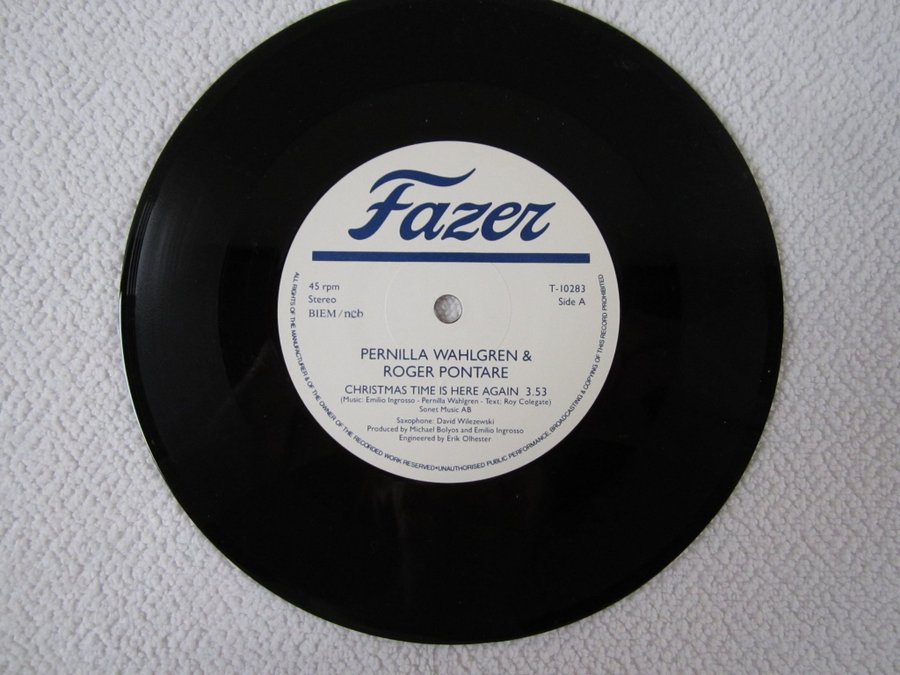 Fazer
45 rpm
Stereo
BIEM/ncb
T-10283
Side A
PERNILLA WAHLGREN &
ROGER PONTARE
CHRISTMAS TIME IS HERE AGAIN 3.53
(Music: Emilio Ingrosso - Pernilla Wahlgren - Text: Roy Colegate)
Sonet Music AB
Saxophone: David Wilezewski
Produced by Michael Bolyos and Emilio Ingrosso
Engineered by Erik Olhester
ALL RIGHTS OF THE MANUFACTURER & OF THE OWNER OF THE RECORDED WORK RESERVED•UNAUTHORISED PUBLIC PERFORMANCE BROADCASTING & COPYING OF THIS RECORD PROHIBITED